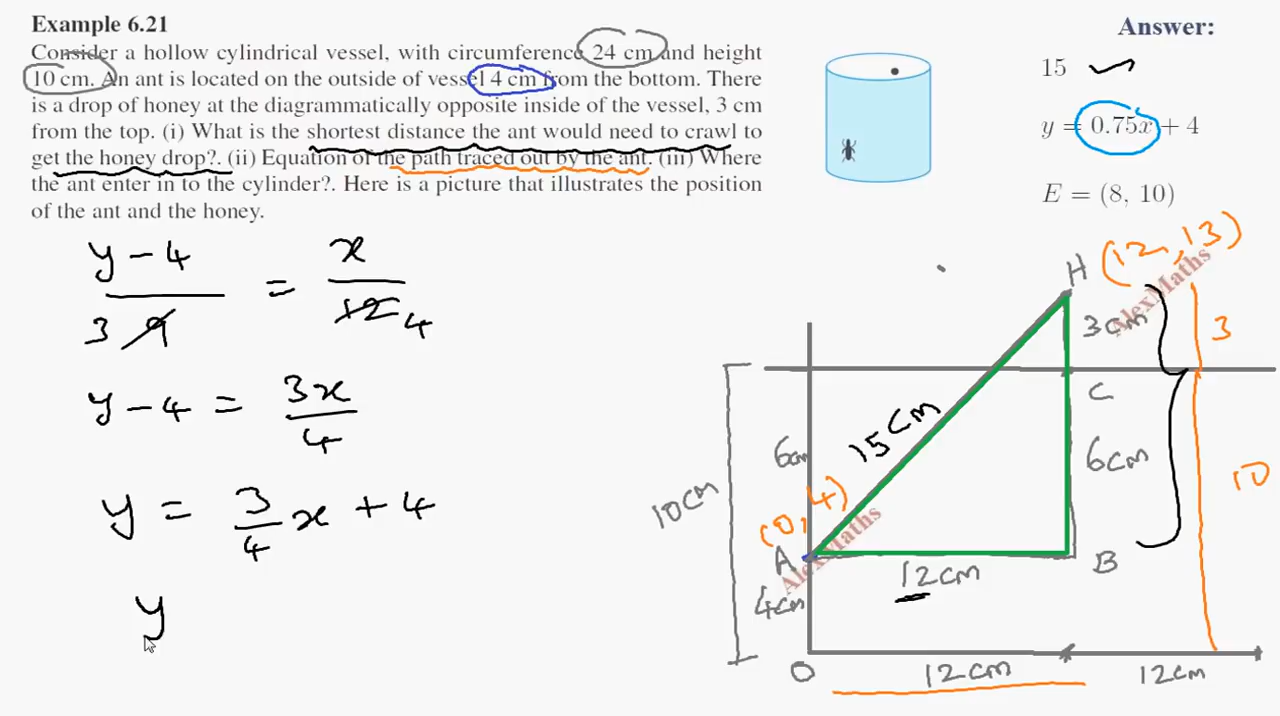 Example 6.21
Consider a hollow cylindrical vessel, with circumference 24 cm and height
10 cm. An ant is located on the outside of vessel 4 cm from the bottom. There
is a drop of honey at the diagrammatically opposite inside of the vessel, 3 cm
from the top. (i) What is the shortest distance the ant would need to crawl to
get the honey drop?. (ii) Equation of the path traced out by the ant. (iii) Where
the ant enter in to the cylinder?. Here is a picture that illustrates the position
of the ant and the honey.
Answer:
15
y = 0.75x + 4
E = (8, 10)
y - 4 / 9 3 = x / 12 4
y - 4 = 3x / 4
y = 3/4 x + 4
y
H (12, 13)
AlexMaths
3cm
3
C
15cm
6cm
6cm
10
10cm
(0, 4)
A
AlexMaths
B
12cm
4cm
O
12cm
12cm